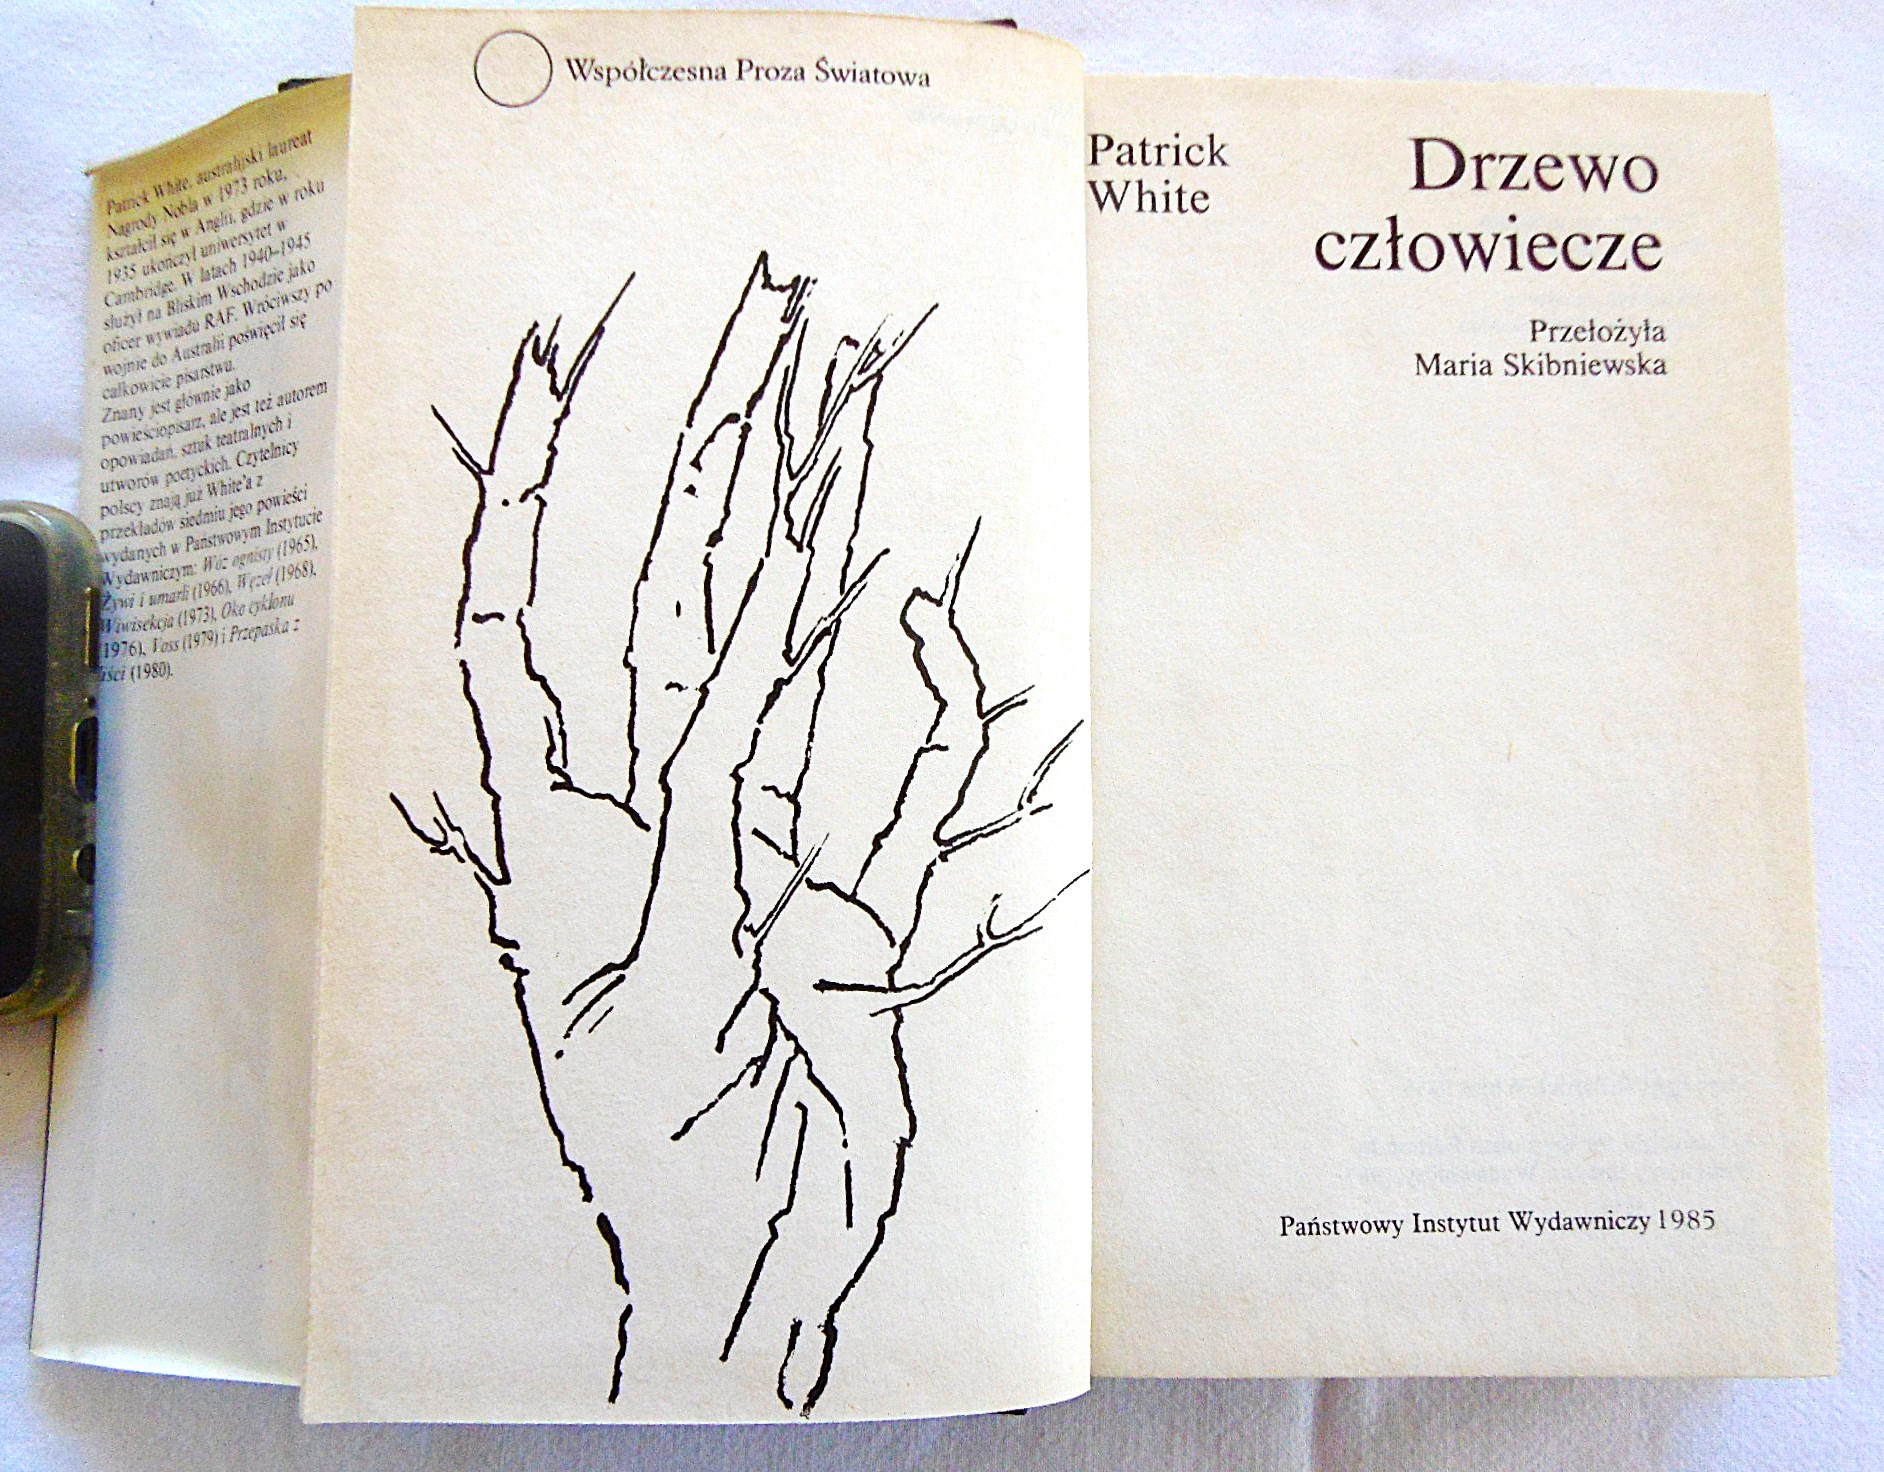 Patrick White, australijski laureat
Nagrody Nobla w 1973 roku,
kształcił się w Anglii, gdzie w roku
1935 ukończył uniwersytet w
Cambridge. W latach 1940–1945
służył na Bliskim Wschodzie jako
oficer wywiadu RAF. Wróciwszy po
wojnie do Australii poświęcił się
całkowicie pisarstwu.
Znany jest głównie jako
powieściopisarz, ale jest też autorem
opowiadań, sztuk teatralnych i
utworów poetyckich. Czytelnicy
polscy znają już White'a z
przekładów siedmiu jego powieści
wydanych w Państwowym Instytucie
Wydawniczym: Wóz ognisty (1965),
Żywi i umarli (1966), Węzeł (1968),
Wiwisekcja (1973), Oko cyklonu
(1976), Voss (1979) i Przepaska z
liści (1980).
Współczesna Proza Światowa
Patrick
White
Drzewo
człowiecze
Przełożyła
Maria Skibniewska
Państwowy Instytut Wydawniczy 1985